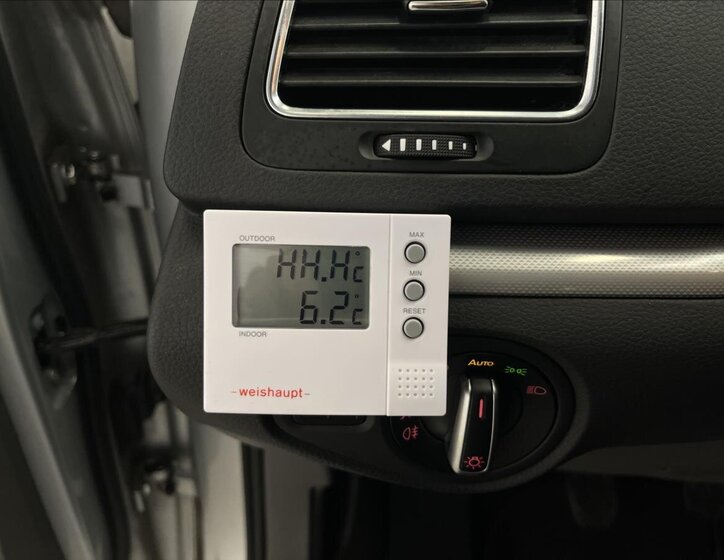 OUTDOOR
HH.H°C
6.2°C
INDOOR
-weishaupt-
MAX
MIN
RESET
AUTO